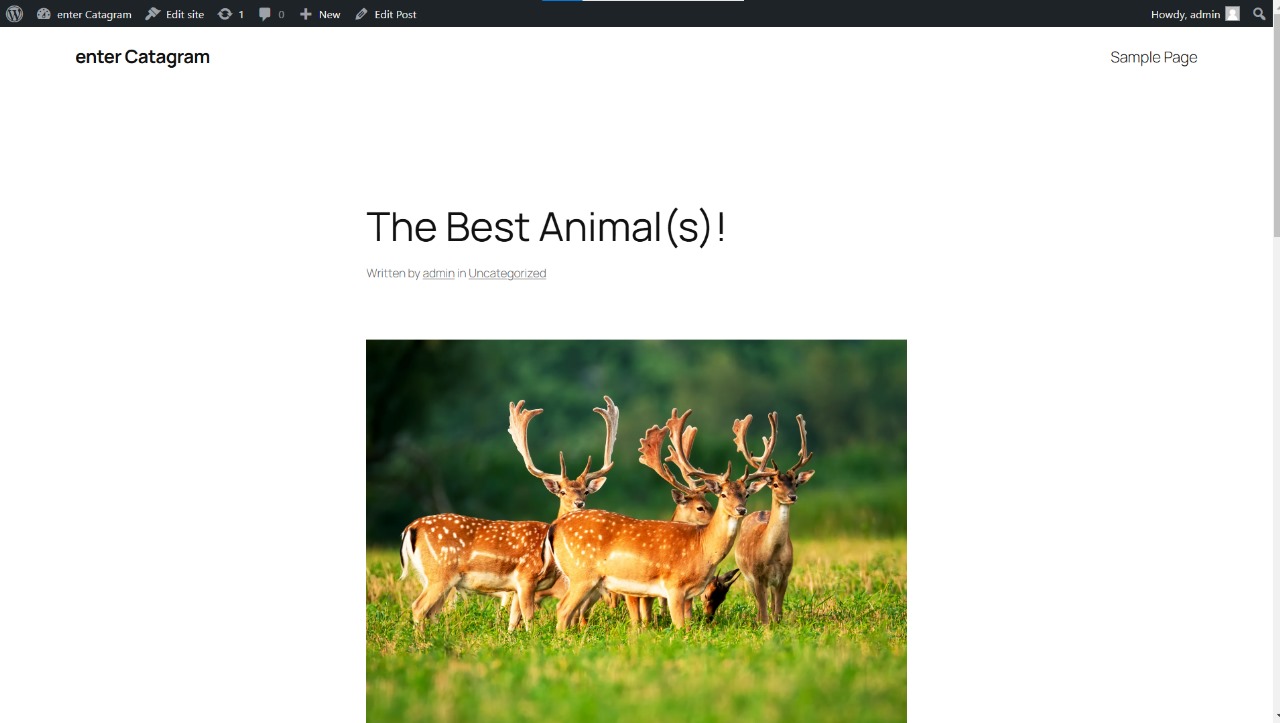 enter Catagram Edit site 1 0 New Edit Post Howdy, admin
enter Catagram Sample Page
The Best Animal(s)!
Written by admin in Uncategorized